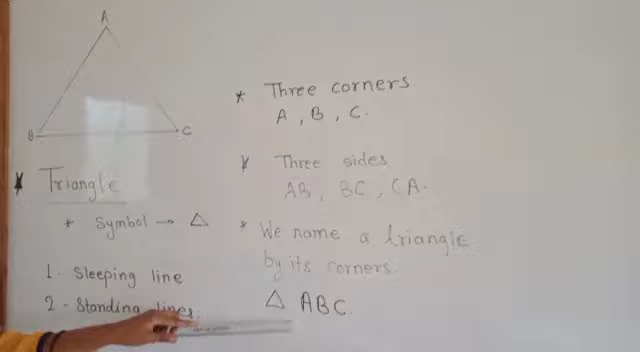 A
B
C
* Triangle
* Symbol → △
1. Sleeping line
2 - Standing lines.
* Three corners
A, B, C.
* Three sides
AB, BC, CA.
* We name a triangle
by its corners.
△ ABC.